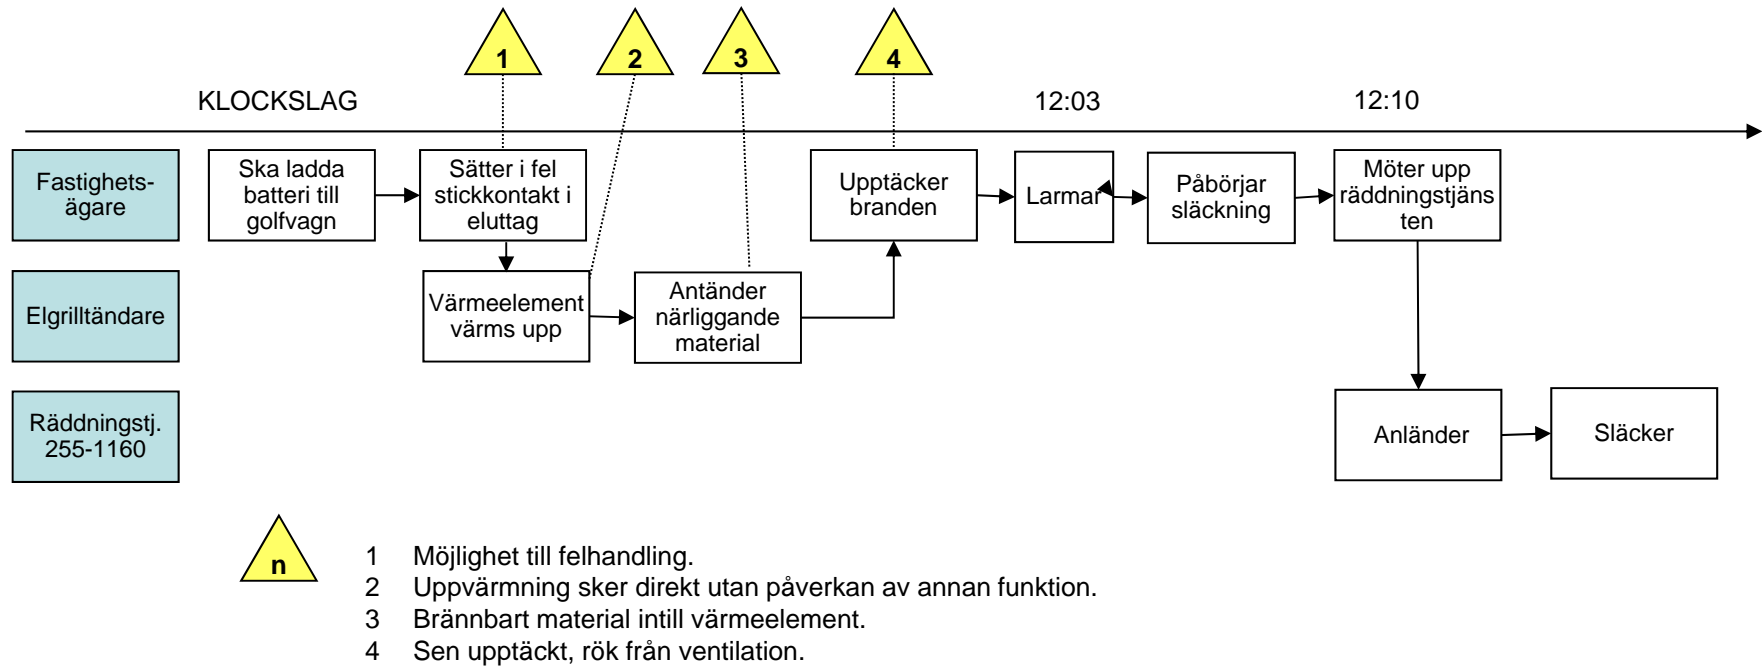 1
2
3
4
KLOCKSLAG
12:03
12:10
Fastighets-
ägare
Ska ladda
batteri till
golfvagn
Sätter i fel
stickkontakt i
eluttag
Upptäcker
branden
Larmar
Påbörjar
släckning
Möter upp
räddningstjäns
ten
Elgrilltändare
Värmeelement
värms upp
Antänder
närliggande
material
Räddningstj.
255-1160
Anländer
Släcker
n
1 Möjlighet till felhandling.
2 Uppvärmning sker direkt utan påverkan av annan funktion.
3 Brännbart material intill värmeelement.
4 Sen upptäckt, rök från ventilation.